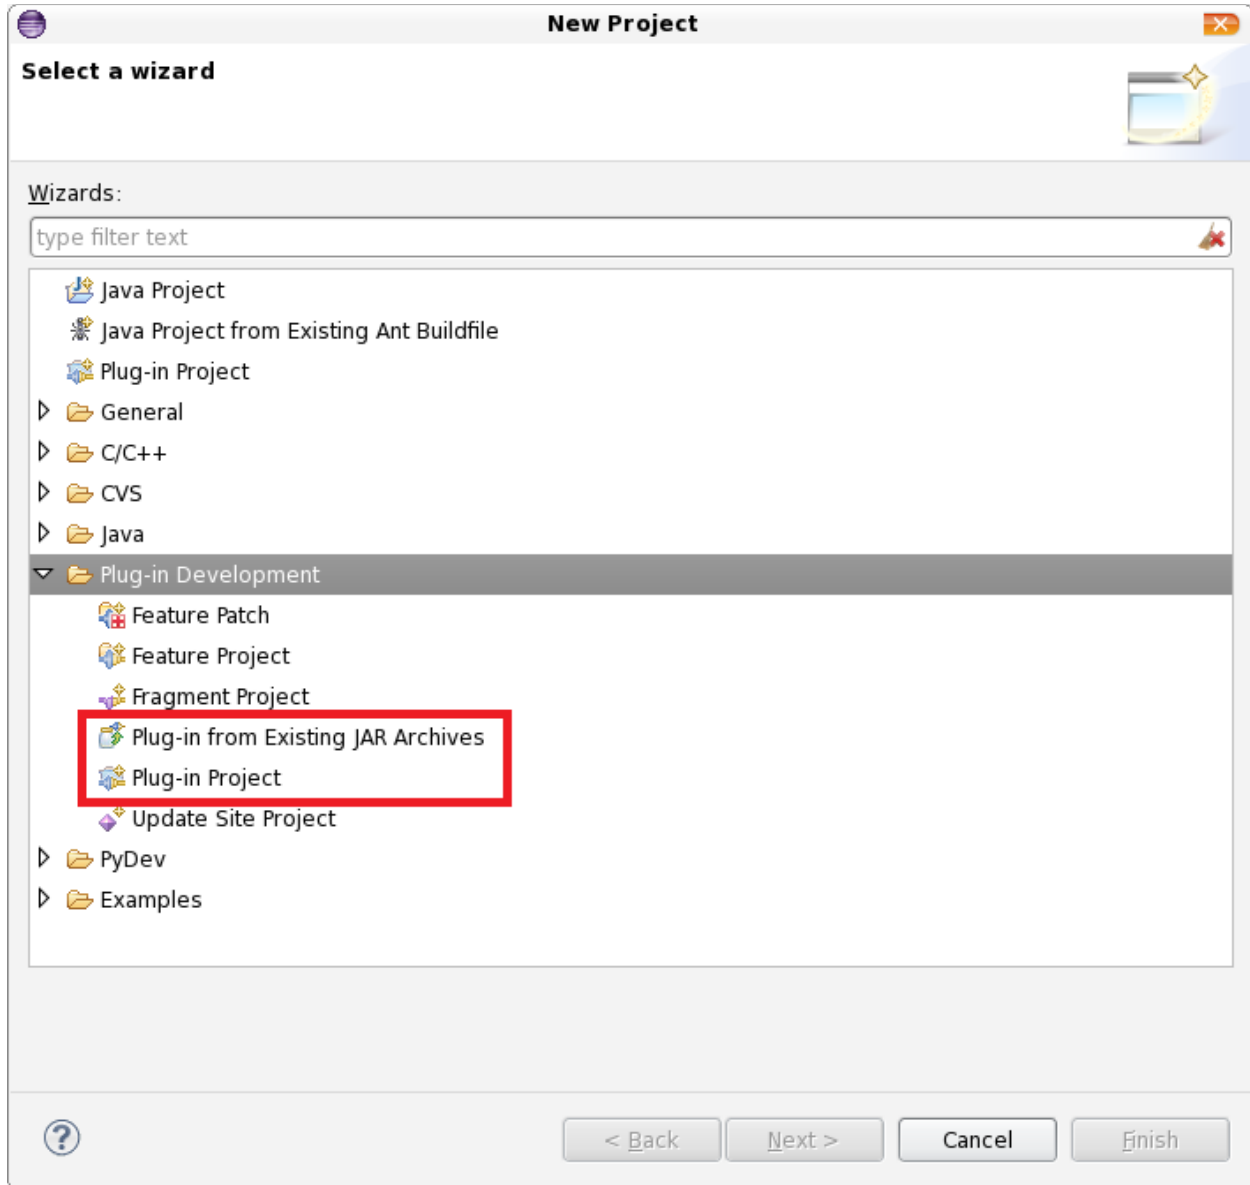 New Project
Select a wizard
Wizards:
type filter text
Java Project
Java Project from Existing Ant Buildfile
Plug-in Project
General
C/C++
CVS
Java
Plug-in Development
Feature Patch
Feature Project
Fragment Project
Plug-in from Existing JAR Archives
Plug-in Project
Update Site Project
PyDev
Examples
? < Back Next > Cancel Finish